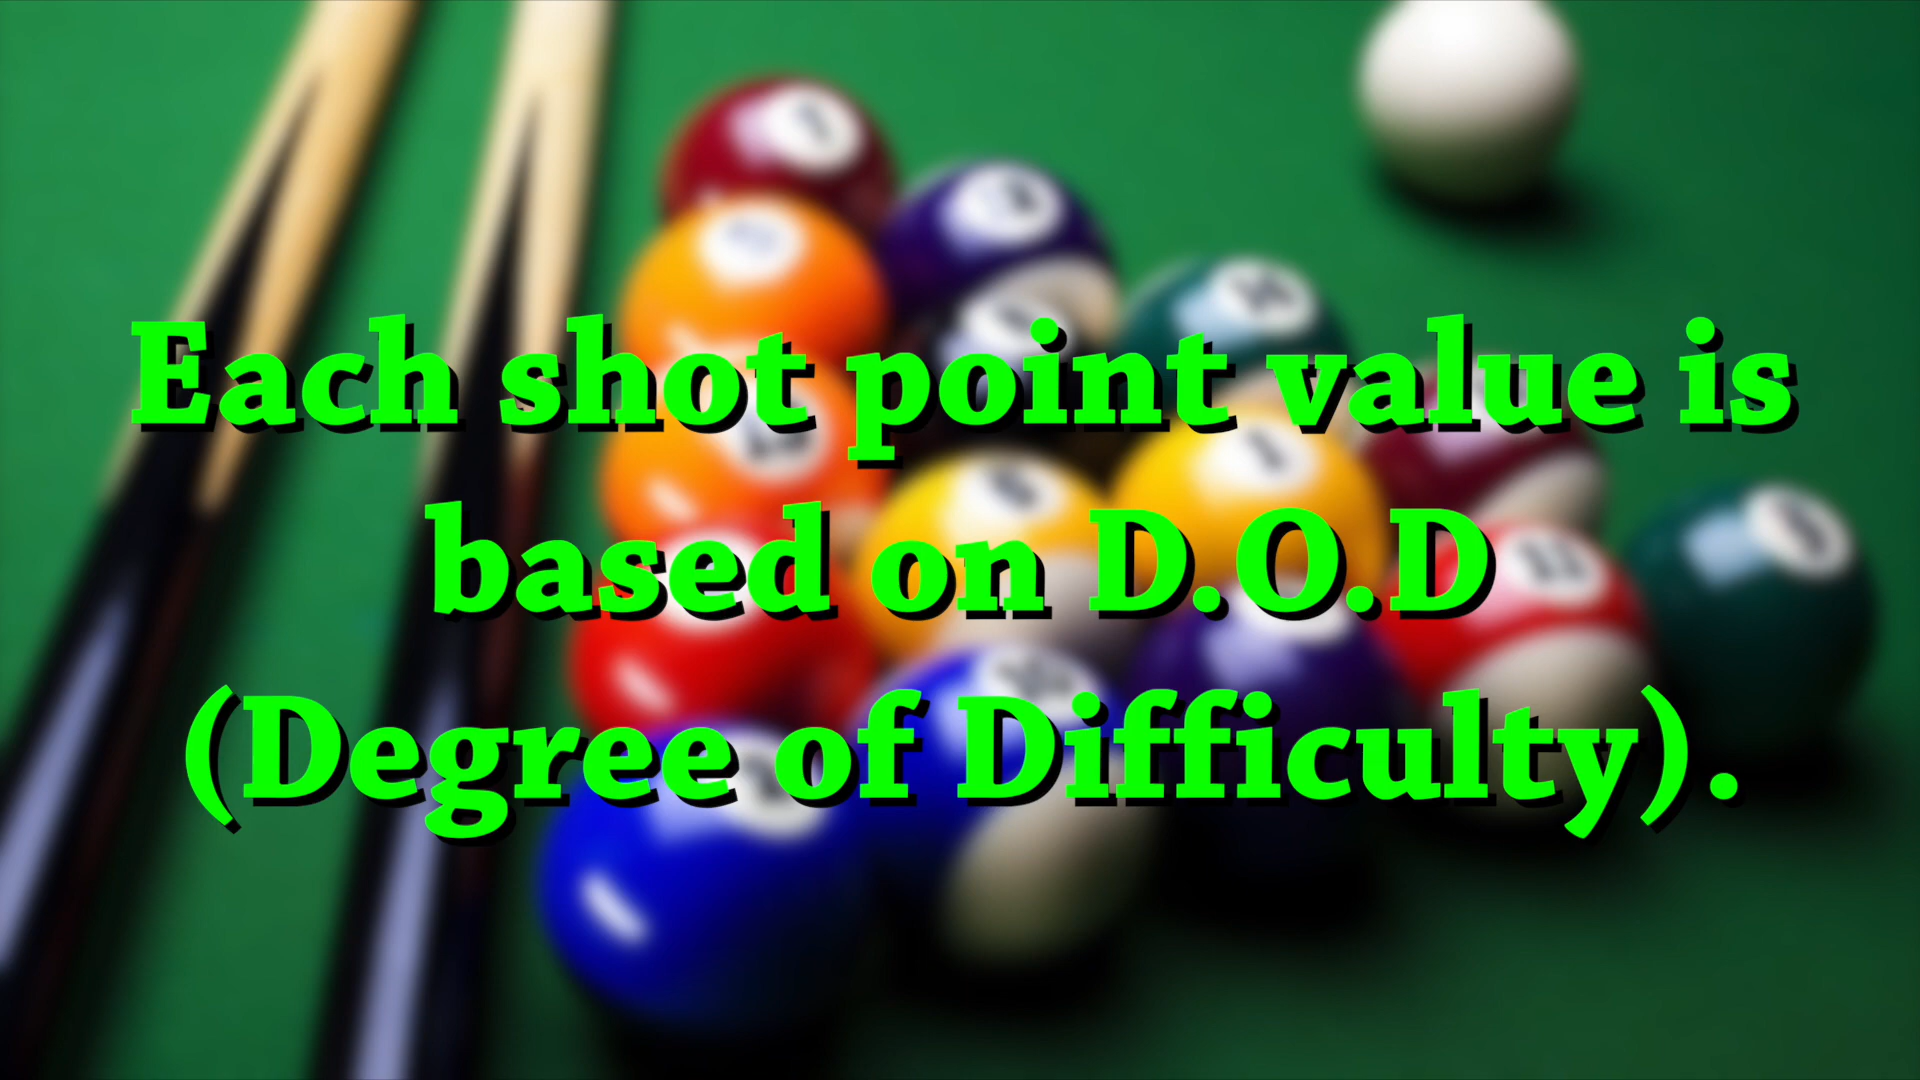 Each shot point value is
based on D.O.D
(Degree of Difficulty).